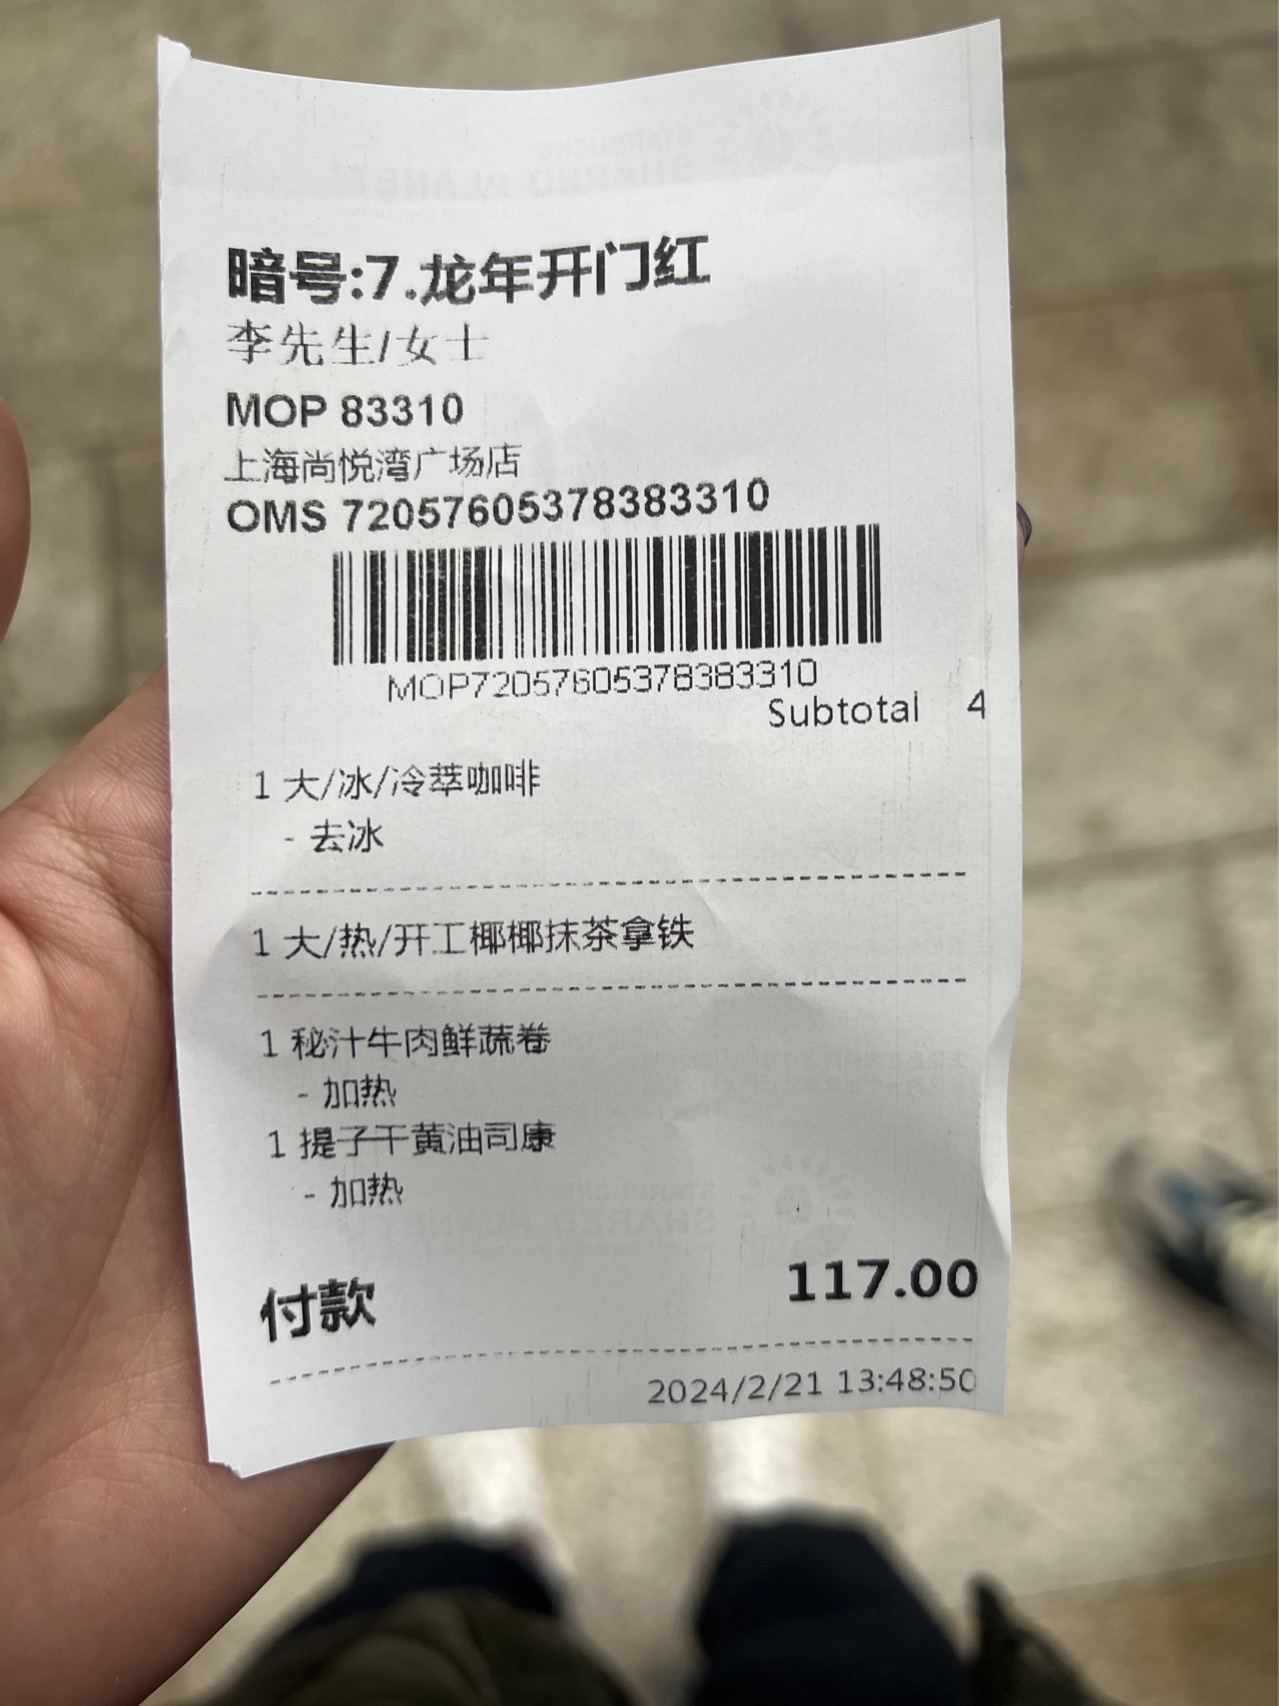 暗号:7.龙年开门红
李先生/女士
MOP 83310
上海尚悦湾广场店
OMS 72057605378383310
MOP72057605378383310
Subtotal 4
1 大/冰/冷萃咖啡
- 去冰
1 大/热/开工椰椰抹茶拿铁
1 秘汁牛肉鲜蔬卷
- 加热
1 提子干黄油司康
- 加热
付款 117.00
2024/2/21 13:48:50